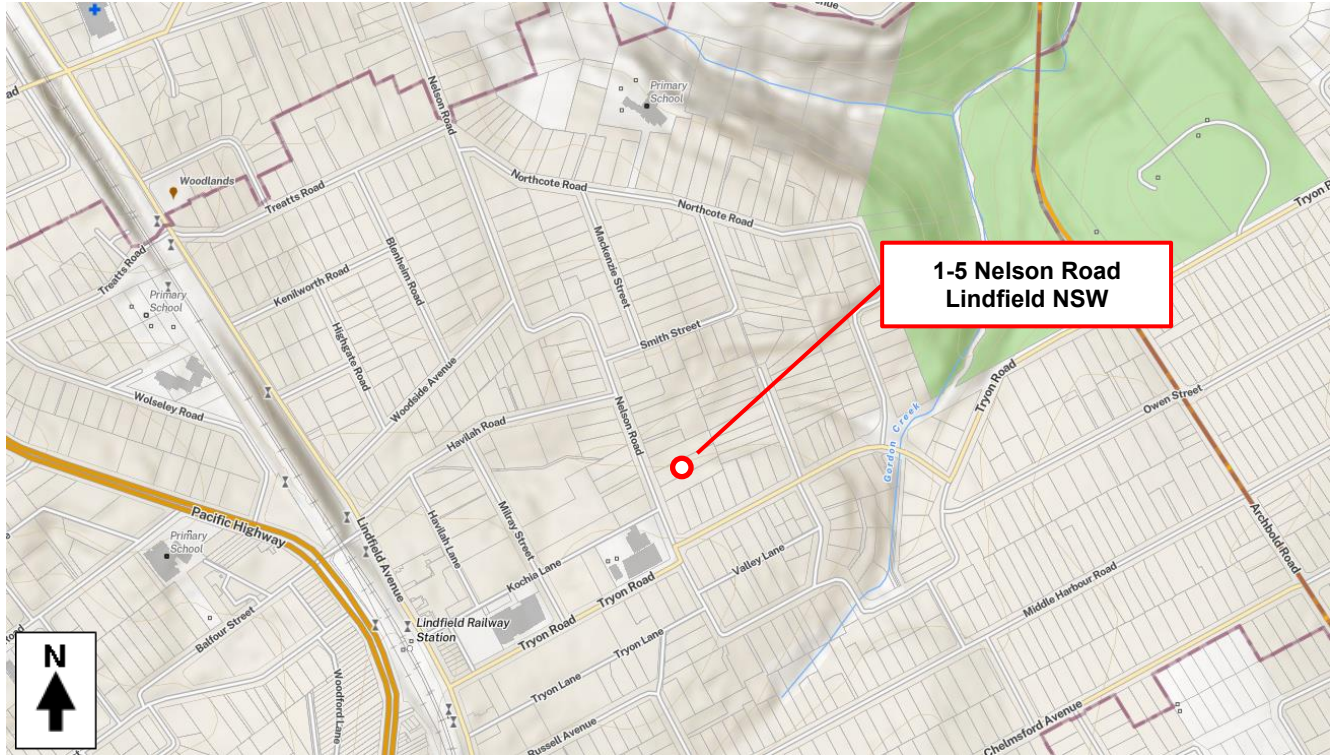 enue
Nelson Road
Primary
School
ad
Woodlands
Treatts Road
Northcote Road
Northcote Road
Tryon R
1-5 Nelson Road
Lindfield NSW
Mackenzie Street
Blenheim Road
Treatts Road
Kenilworth Road
Primary
School
Highgate Road
Smith Street
Tryon Road
Woodside Avenue
Owen Street
Wolseley Road
Nelson Road
Havilah Road
Gordon Creek
Pacific Highway
Milray Street
Archbold Road
Primary
School
Lindfield Avenue
Havilah Lane
Kochia Lane
Valley Lane
Tryon Road
Middle Harbour Road
Balfour Street
Lindfield Railway
Station
Tryon Road
Tryon Lane
N
Woodford Lane
Tryon Lane
Russell Avenue
Chelmsford Avenue